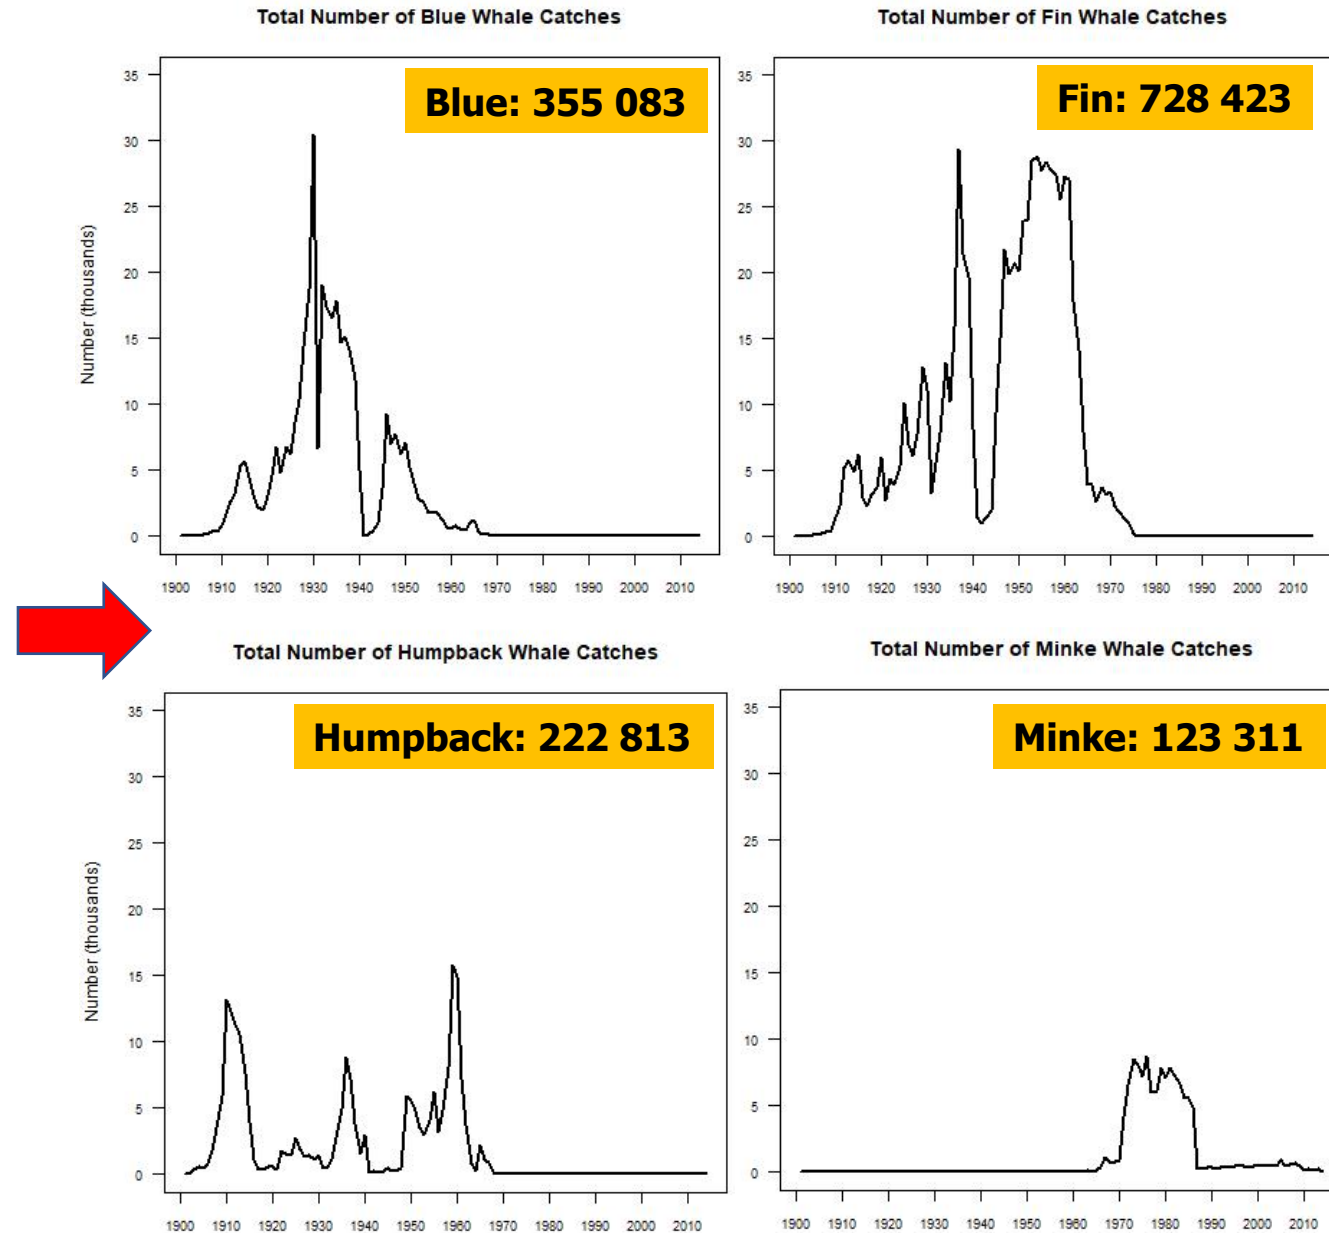 Total Number of Blue Whale Catches
Blue: 355 083
Number (thousands)
35
30
25
20
15
10
5
0
1900 1910 1920 1930 1940 1950 1960 1970 1980 1990 2000 2010
Total Number of Fin Whale Catches
Fin: 728 423
35
30
25
20
15
10
5
0
1900 1910 1920 1930 1940 1950 1960 1970 1980 1990 2000 2010
Total Number of Humpback Whale Catches
Humpback: 222 813
Number (thousands)
35
30
25
20
15
10
5
0
1900 1910 1920 1930 1940 1950 1960 1970 1980 1990 2000 2010
Total Number of Minke Whale Catches
Minke: 123 311
35
30
25
20
15
10
5
0
1900 1910 1920 1930 1940 1950 1960 1970 1980 1990 2000 2010